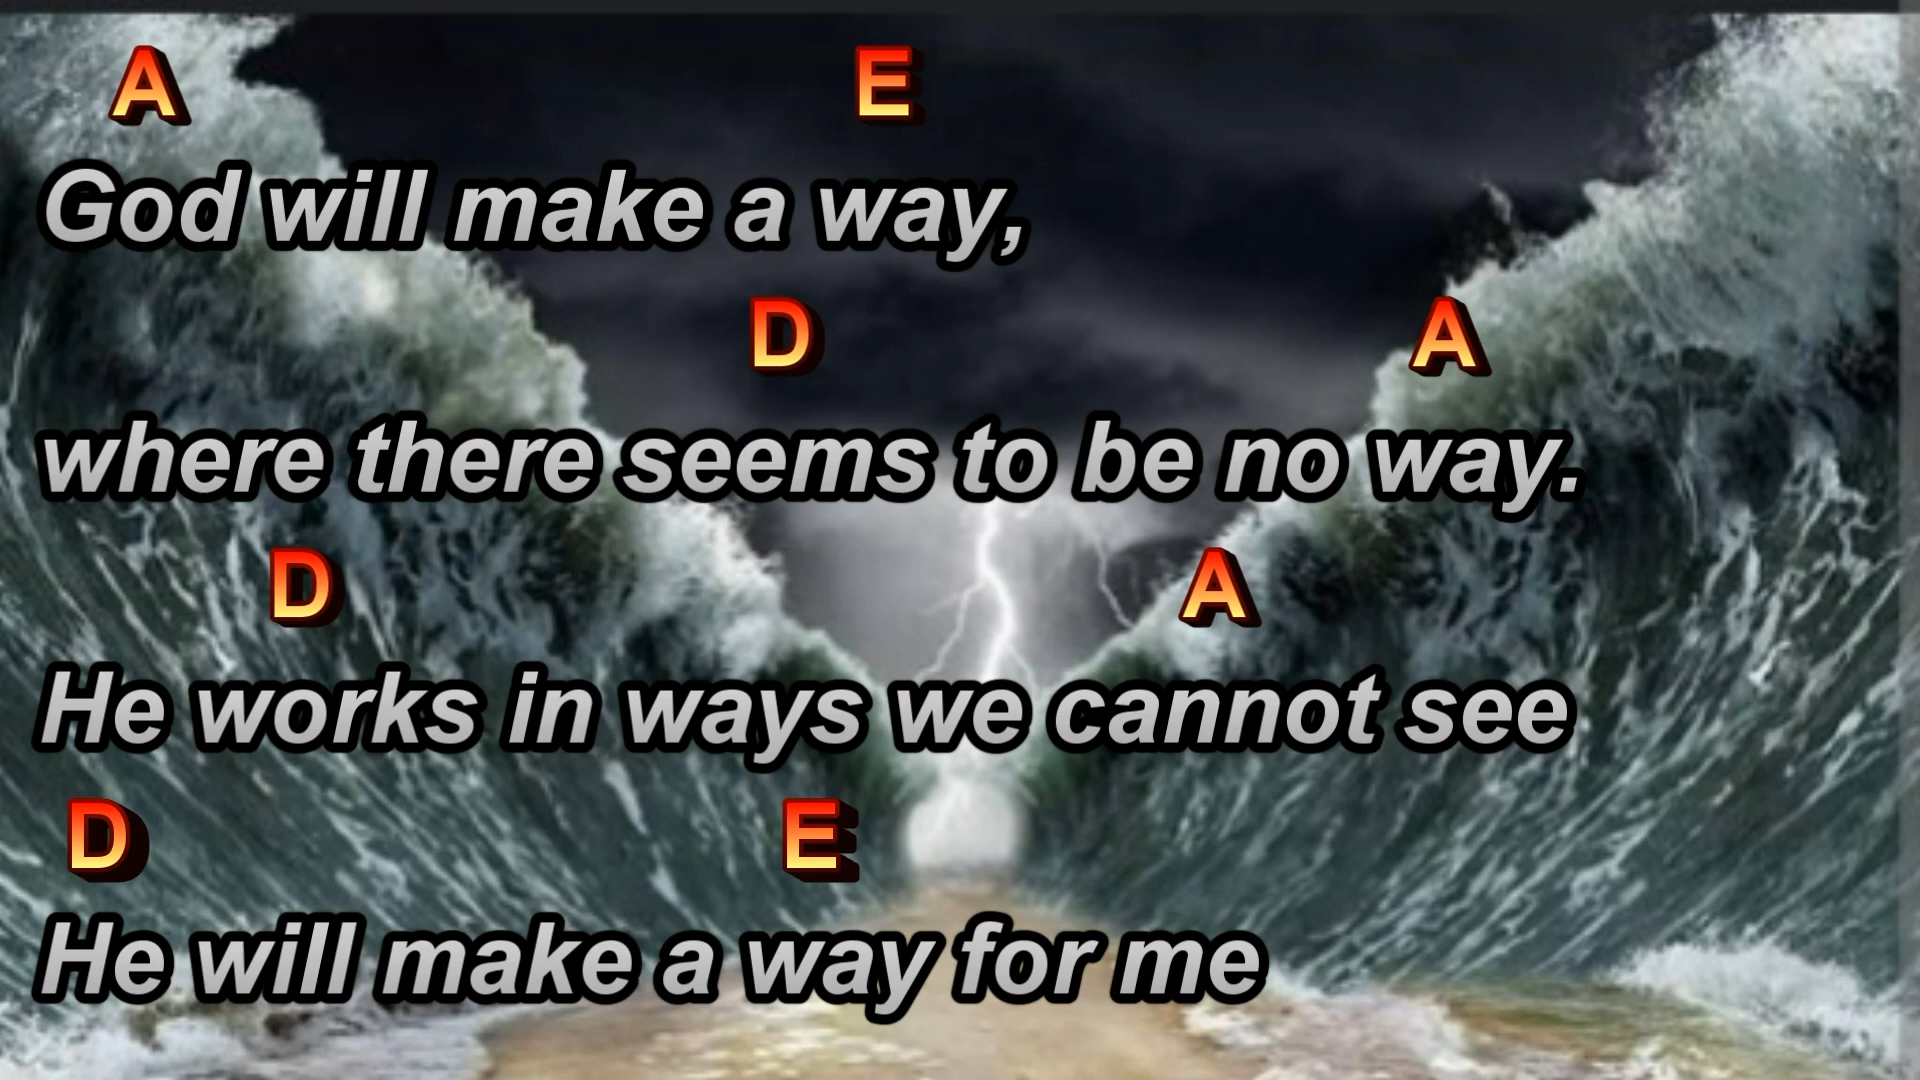 A E
God will make a way,
D A
where there seems to be no way.
D A
He works in ways we cannot see
D E
He will make a way for me